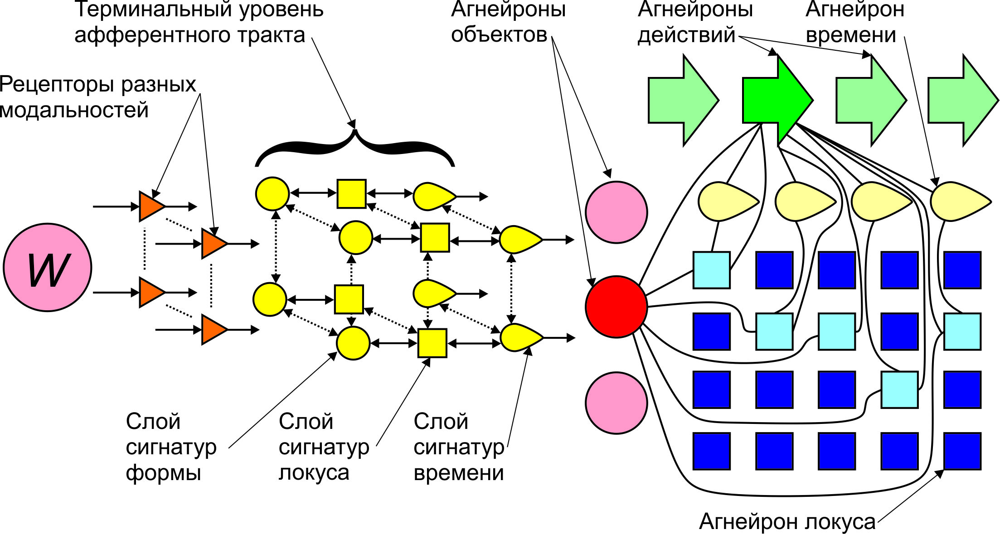 Терминальный уровень
афферентного тракта
Агнейроны
объектов
Агнейроны
действий
Агнейрон
времени
Рецепторы разных
модальностей
W
Слой
сигнатур
формы
Слой
сигнатур
локуса
Слой
сигнатур
времени
Агнейрон локуса